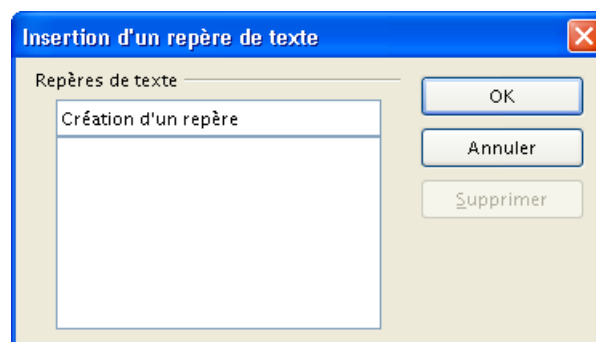 Insertion d'un repère de texte
Repères de texte
OK
Création d'un repère
Annuler
Supprimer